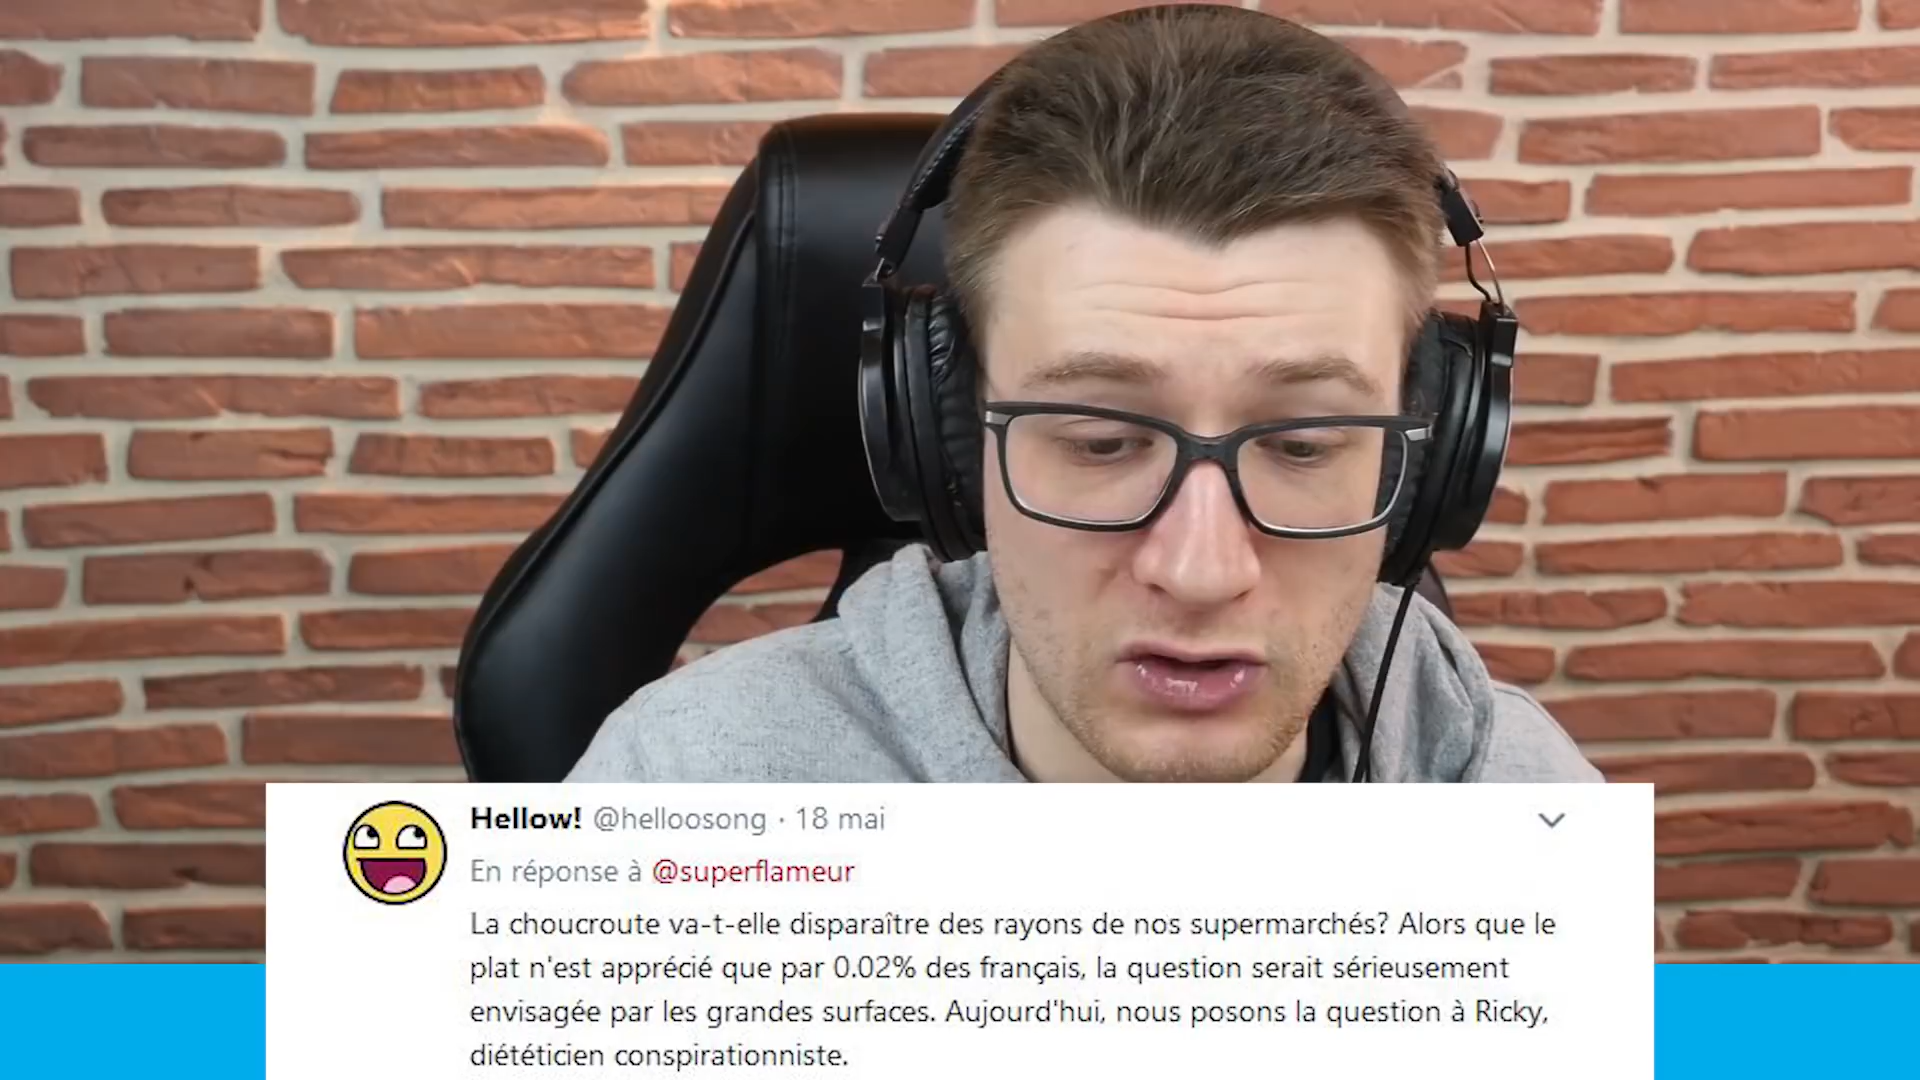 Hellow! @helloosong · 18 mai
En réponse à @superflameur
La choucroute va-t-elle disparaître des rayons de nos supermarchés? Alors que le
plat n'est apprécié que par 0.02% des français, la question serait sérieusement
envisagée par les grandes surfaces. Aujourd'hui, nous posons la question à Ricky,
diététicien conspirationniste.